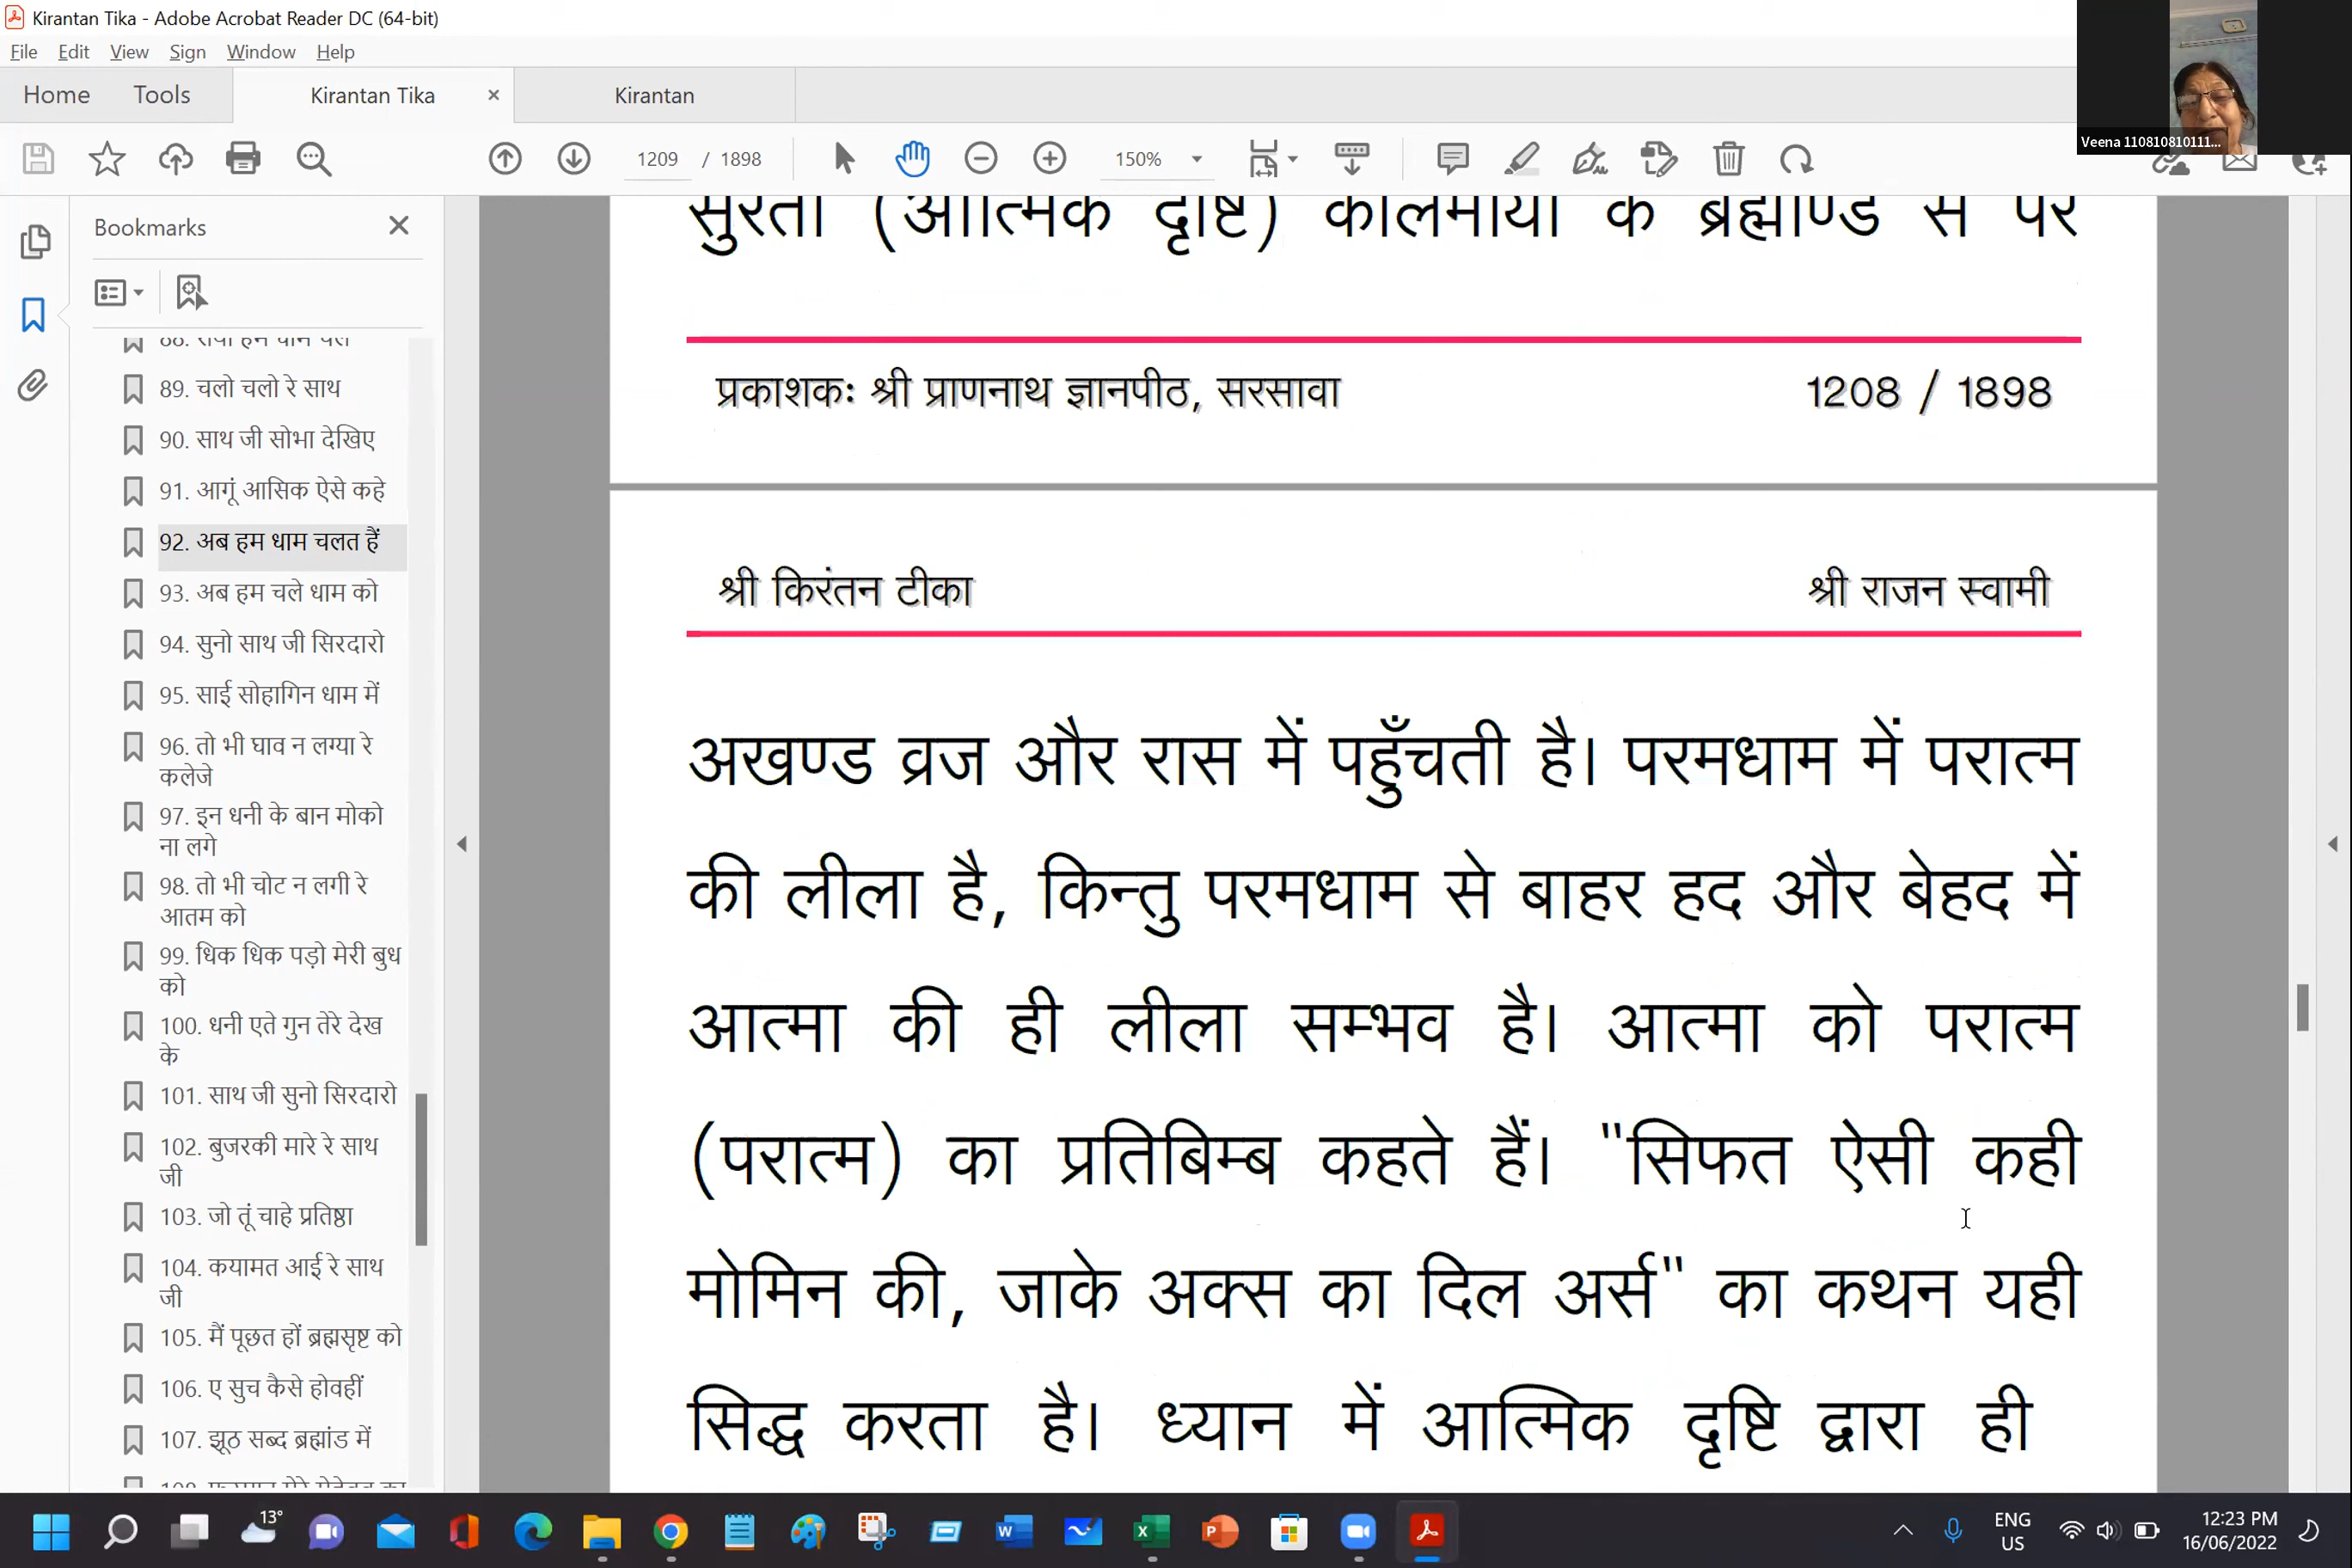 Kirantan Tika - Adobe Acrobat Reader DC (64-bit)
File Edit View Sign Window Help
Home Tools Kirantan Tika × Kirantan
1209 / 1898 150%
Veena 110810810111...
Bookmarks
89. चलो चलो रे साथ
90. साथ जी सोभा देखिए
91. आगूं आसिक ऐसे कहे
92. अब हम धाम चलत हैं
93. अब हम चले धाम को
94. सुनो साथ जी सिरदारो
95. साई सोहागिन धाम में
96. तो भी घाव न लग्या रे
कलेजे
97. इन धनी के बान मोको
ना लगे
98. तो भी चोट न लगी रे
आतम को
99. धिक धिक पड़ो मेरी बुध
को
100. धनी एते गुन तेरे देख
के
101. साथ जी सुनो सिरदारो
102. बुजरकी मारे रे साथ
जी
103. जो तूं चाहे प्रतिष्ठा
104. कयामत आई रे साथ
जी
105. मैं पूछत हों ब्रह्मसृष्ट को
106. ए सुच कैसे होवहीं
107. झूठ सब्द ब्रह्मांड में
सुरता (आत्मिक दृष्टि) कालमाया के ब्रह्माण्ड से परे
प्रकाशकः श्री प्राणनाथ ज्ञानपीठ, सरसावा 1208 / 1898
श्री किरंतन टीका श्री राजन स्वामी
अखण्ड व्रज और रास में पहुँचती है। परमधाम में परात्म
की लीला है, किन्तु परमधाम से बाहर हद और बेहद में
आत्मा की ही लीला सम्भव है। आत्मा को परात्म
(परात्म) का प्रतिबिम्ब कहते हैं। "सिफत ऐसी कही
मोमिन की, जाके अक्स का दिल अर्स" का कथन यही
सिद्ध करता है। ध्यान में आत्मिक दृष्टि द्वारा ही
13°
ENG
US
12:23 PM
16/06/2022